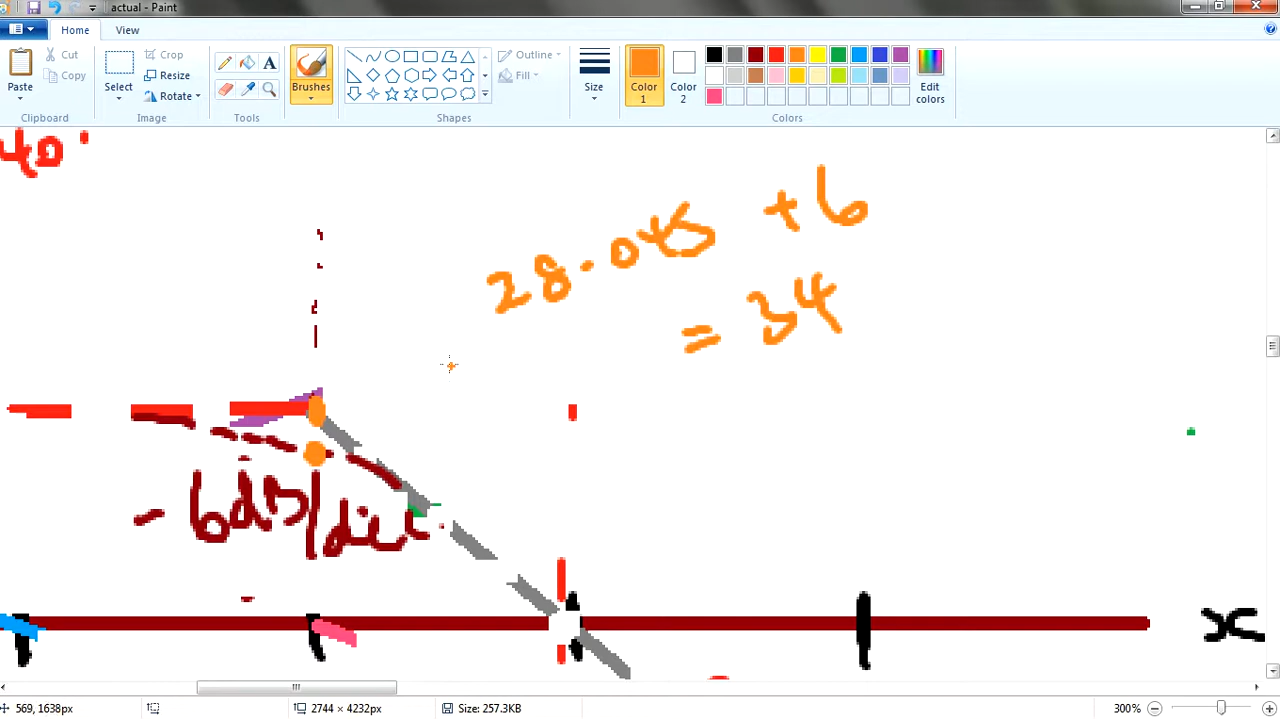 actual - Paint
Home View
Paste
Cut
Copy
Clipboard
Select
Crop
Resize
Rotate
Image
A
Tools
Brushes
Outline
Fill
Shapes
Size
Color 1
Color 2
Edit colors
Colors
40
28.045 + 6
= 34
- 6dB/
x
569, 1638px
2744 × 4232px
Size: 257.3KB
300%